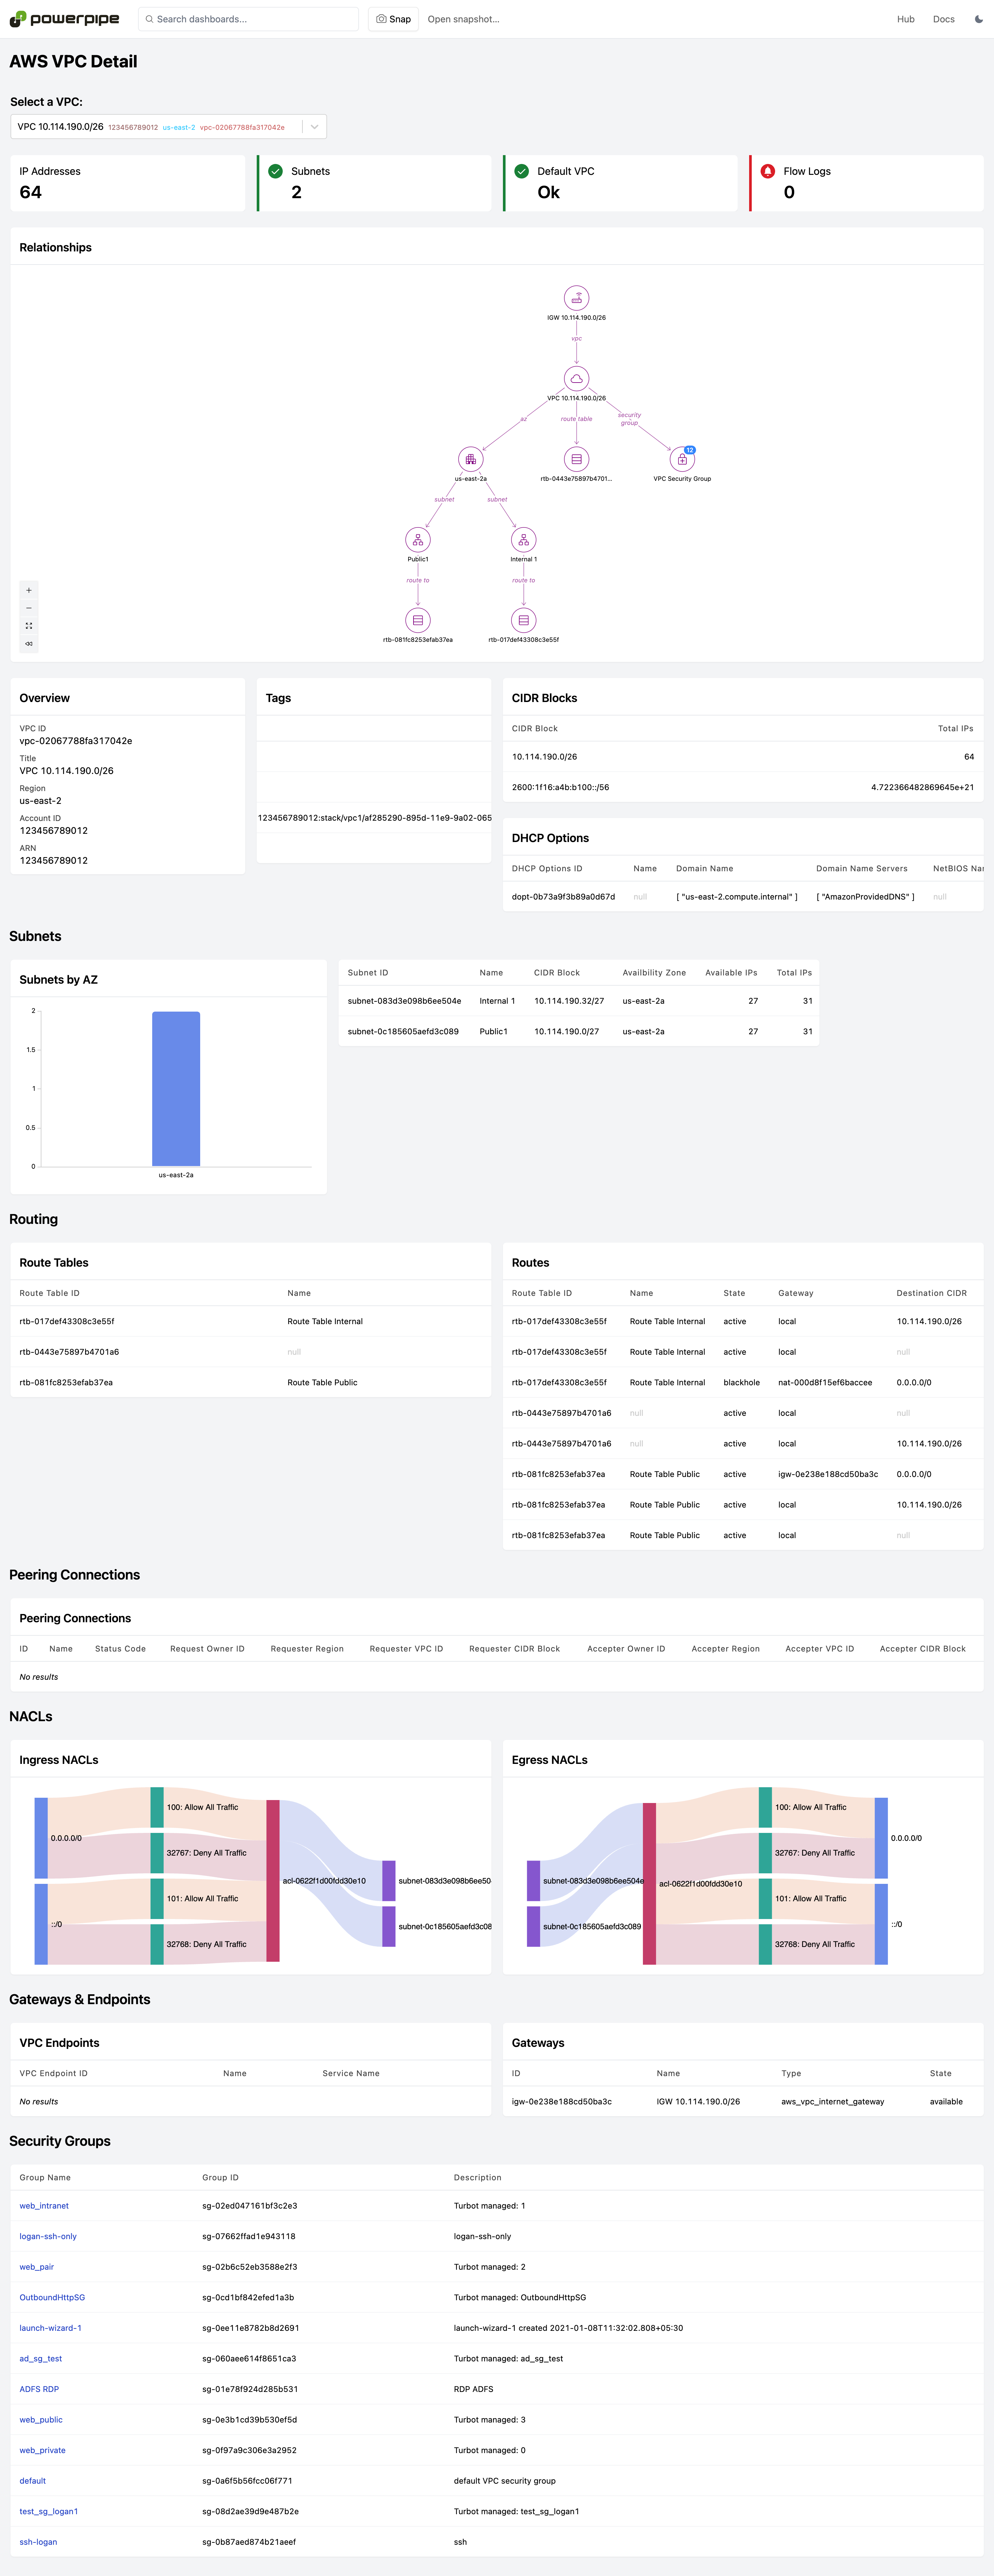 powerpipe
Search dashboards...
Snap
Open snapshot...
Hub
Docs
AWS VPC Detail
Select a VPC:
VPC 10.114.190.0/26 123456789012 us-east-2 vpc-02067788fa317042e
IP Addresses
64
Subnets
2
Default VPC
Ok
Flow Logs
0
Relationships
IGW 10.114.190.0/26
vpc
VPC 10.114.190.0/26
az
route table
security
group
12
us-east-2a
rtb-0443e75897b4701...
VPC Security Group
subnet
subnet
Public1
Internal 1
route to
route to
rtb-081fc8253efab37ea
rtb-017def43308c3e55f
Overview
VPC ID
vpc-02067788fa317042e
Title
VPC 10.114.190.0/26
Region
us-east-2
Account ID
123456789012
ARN
123456789012
Tags
123456789012:stack/vpc1/af285290-895d-11e9-9a02-065
CIDR Blocks
CIDR Block Total IPs
10.114.190.0/26 64
2600:1f16:a4b:b100::/56 4.722366482869645e+21
DHCP Options
DHCP Options ID Name Domain Name Domain Name Servers NetBIOS Nar
dopt-0b73a9f3b89a0d67d null [ "us-east-2.compute.internal" ] [ "AmazonProvidedDNS" ] null
Subnets
Subnets by AZ
2
1.5
1
0.5
0
us-east-2a
Subnet ID Name CIDR Block Availbility Zone Available IPs Total IPs
subnet-083d3e098b6ee504e Internal 1 10.114.190.32/27 us-east-2a 27 31
subnet-0c185605aefd3c089 Public1 10.114.190.0/27 us-east-2a 27 31
Routing
Route Tables
Route Table ID Name
rtb-017def43308c3e55f Route Table Internal
rtb-0443e75897b4701a6 null
rtb-081fc8253efab37ea Route Table Public
Routes
Route Table ID Name State Gateway Destination CIDR
rtb-017def43308c3e55f Route Table Internal active local 10.114.190.0/26
rtb-017def43308c3e55f Route Table Internal active local null
rtb-017def43308c3e55f Route Table Internal blackhole nat-000d8f15ef6baccee 0.0.0.0/0
rtb-0443e75897b4701a6 null active local null
rtb-0443e75897b4701a6 null active local 10.114.190.0/26
rtb-081fc8253efab37ea Route Table Public active igw-0e238e188cd50ba3c 0.0.0.0/0
rtb-081fc8253efab37ea Route Table Public active local 10.114.190.0/26
rtb-081fc8253efab37ea Route Table Public active local null
Peering Connections
Peering Connections
ID Name Status Code Request Owner ID Requester Region Requester VPC ID Requester CIDR Block Accepter Owner ID Accepter Region Accepter VPC ID Accepter CIDR Block
No results
NACLs
Ingress NACLs
0.0.0.0/0
::/0
100: Allow All Traffic
32767: Deny All Traffic
101: Allow All Traffic
32768: Deny All Traffic
acl-0622f1d00fdd30e10
subnet-083d3e098b6ee50
subnet-0c185605aefd3c08
Egress NACLs
subnet-083d3e098b6ee504e
subnet-0c185605aefd3c089
acl-0622f1d00fdd30e10
100: Allow All Traffic
32767: Deny All Traffic
101: Allow All Traffic
32768: Deny All Traffic
0.0.0.0/0
::/0
Gateways & Endpoints
VPC Endpoints
VPC Endpoint ID Name Service Name
No results
Gateways
ID Name Type State
igw-0e238e188cd50ba3c IGW 10.114.190.0/26 aws_vpc_internet_gateway available
Security Groups
Group Name Group ID Description
web_intranet sg-02ed047161bf3c2e3 Turbot managed: 1
logan-ssh-only sg-07662ffad1e943118 logan-ssh-only
web_pair sg-02b6c52eb3588e2f3 Turbot managed: 2
OutboundHttpSG sg-0cd1bf842efed1a3b Turbot managed: OutboundHttpSG
launch-wizard-1 sg-0ee11e8782b8d2691 launch-wizard-1 created 2021-01-08T11:32:02.808+05:30
ad_sg_test sg-060aee614f8651ca3 Turbot managed: ad_sg_test
ADFS RDP sg-01e78f924d285b531 RDP ADFS
web_public sg-0e3b1cd39b530ef5d Turbot managed: 3
web_private sg-0f97a9c306e3a2952 Turbot managed: 0
default sg-0a6f5b56fcc06f771 default VPC security group
test_sg_logan1 sg-08d2ae39d9e487b2e Turbot managed: test_sg_logan1
ssh-logan sg-0b87aed874b21aeef ssh